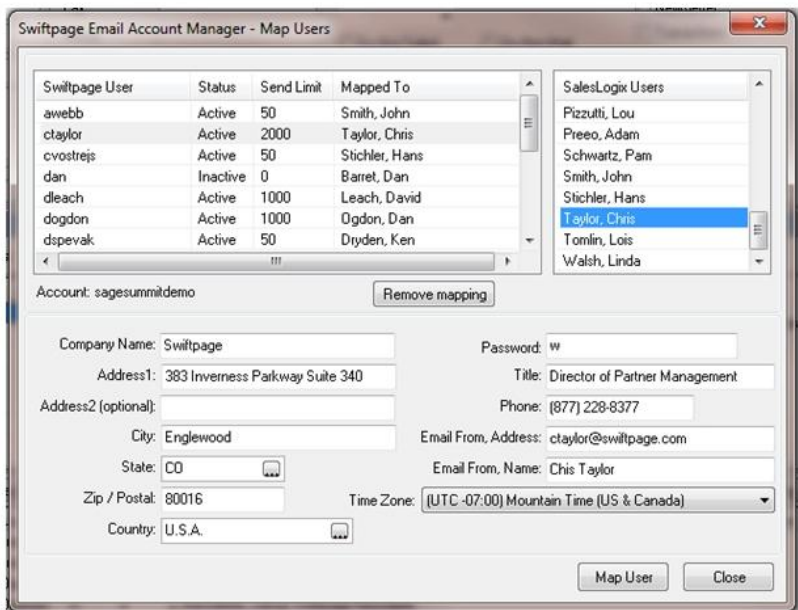 Swiftpage Email Account Manager - Map Users
Swiftpage User Status Send Limit Mapped To
awebb Active 50 Smith, John
ctaylor Active 2000 Taylor, Chris
cvostrejs Active 50 Stichler, Hans
dan Inactive 0 Barret, Dan
dleach Active 1000 Leach, David
dogdon Active 1000 Ogdon, Dan
dspevak Active 50 Dryden, Ken
SalesLogix Users
Pizzutti, Lou
Preeo, Adam
Schwartz, Pam
Smith, John
Stichler, Hans
Taylor, Chris
Tomlin, Lois
Walsh, Linda
Account: sagesummitdemo
Remove mapping
Company Name: Swiftpage
Address1: 383 Inverness Parkway Suite 340
Address2 (optional):
City: Englewood
State: CO
Zip / Postal: 80016
Country: U.S.A.
Password: w
Title: Director of Partner Management
Phone: (877) 228-8377
Email From, Address: ctaylor@swiftpage.com
Email From, Name: Chis Taylor
Time Zone: (UTC -07:00) Mountain Time (US & Canada)
Map User
Close